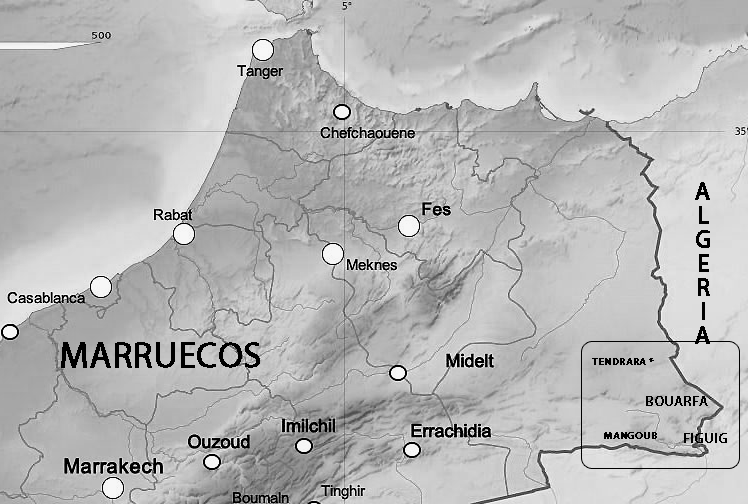 5°
500
Tanger
Chefchaouene
35°
ALGERIA
Rabat
Fes
Meknes
Casablanca
MARRUECOS
Midelt
TENDRARA
BOUARFA
Imilchil
Errachidia
Ouzoud
MANGOUB
FIGUIG
Marrakech
Boumaln
Tinghir